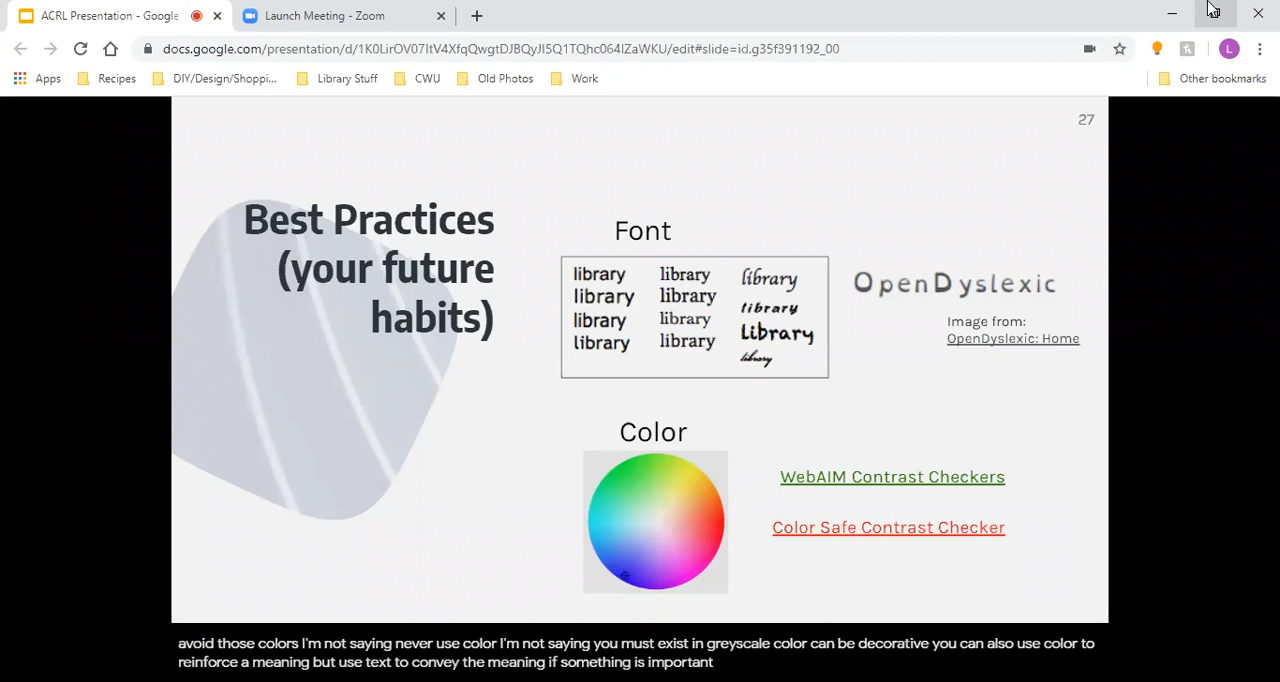 ACRL Presentation - Google
Launch Meeting - Zoom
docs.google.com/presentation/d/1K0LirOV07ltV4XfqQwgtDJBQyJI5Q1TQhc064lZaWKU/edit#slide=id.g35f391192_00
L
Apps Recipes DIY/Design/Shoppi... Library Stuff CWU Old Photos Work Other bookmarks
27
Best Practices
(your future
habits)
Font
library library library
library library library
library library library
library library library
OpenDyslexic
Image from:
OpenDyslexic: Home
Color
WebAIM Contrast Checkers
Color Safe Contrast Checker
avoid those colors I'm not saying never use color I'm not saying you must exist in greyscale color can be decorative you can also use color to
reinforce a meaning but use text to convey the meaning if something is important